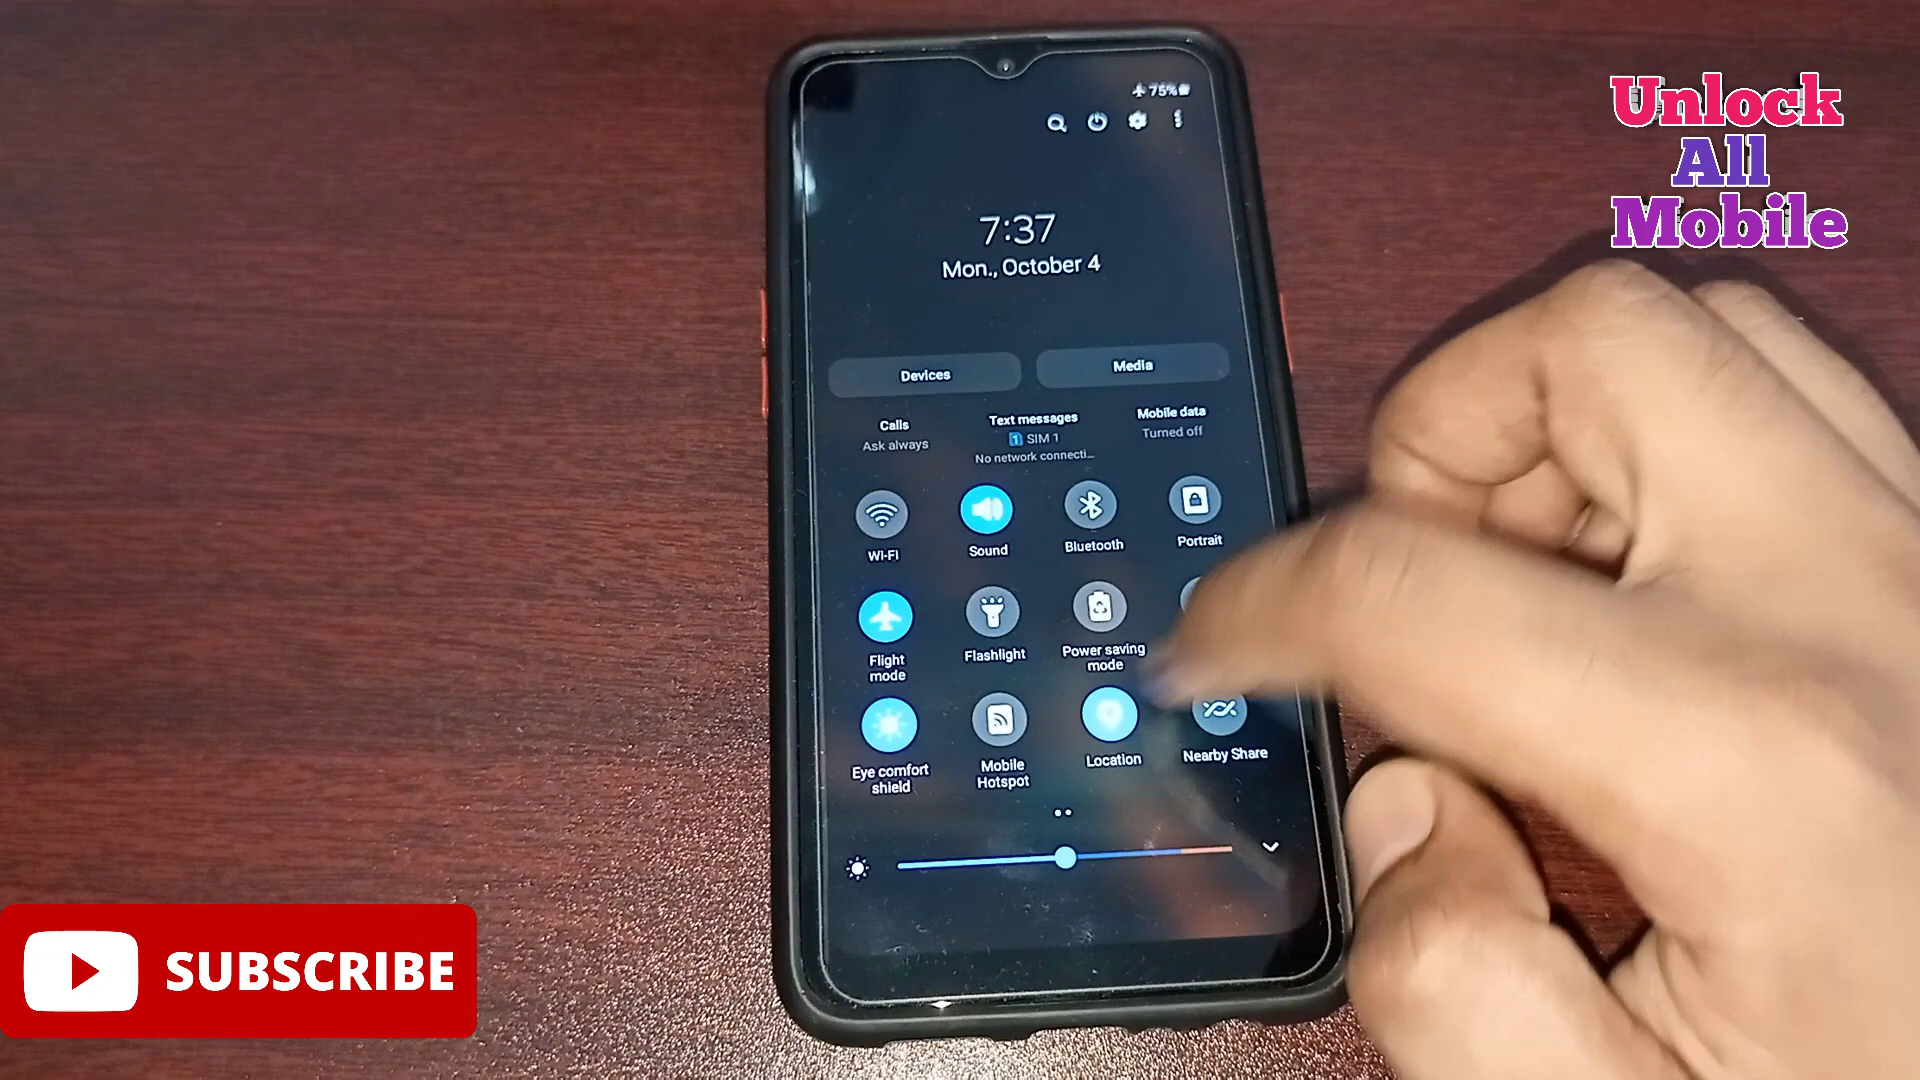 Unlock
All
Mobile
75%
7:37
Mon., October 4
Devices
Media
Calls
Ask always
Text messages
1 SIM 1
No network connecti...
Mobile data
Turned off
Wi-Fi
Sound
Bluetooth
Portrait
Flight
mode
Flashlight
Power saving
mode
Eye comfort
shield
Mobile
Hotspot
Location
Nearby Share
SUBSCRIBE